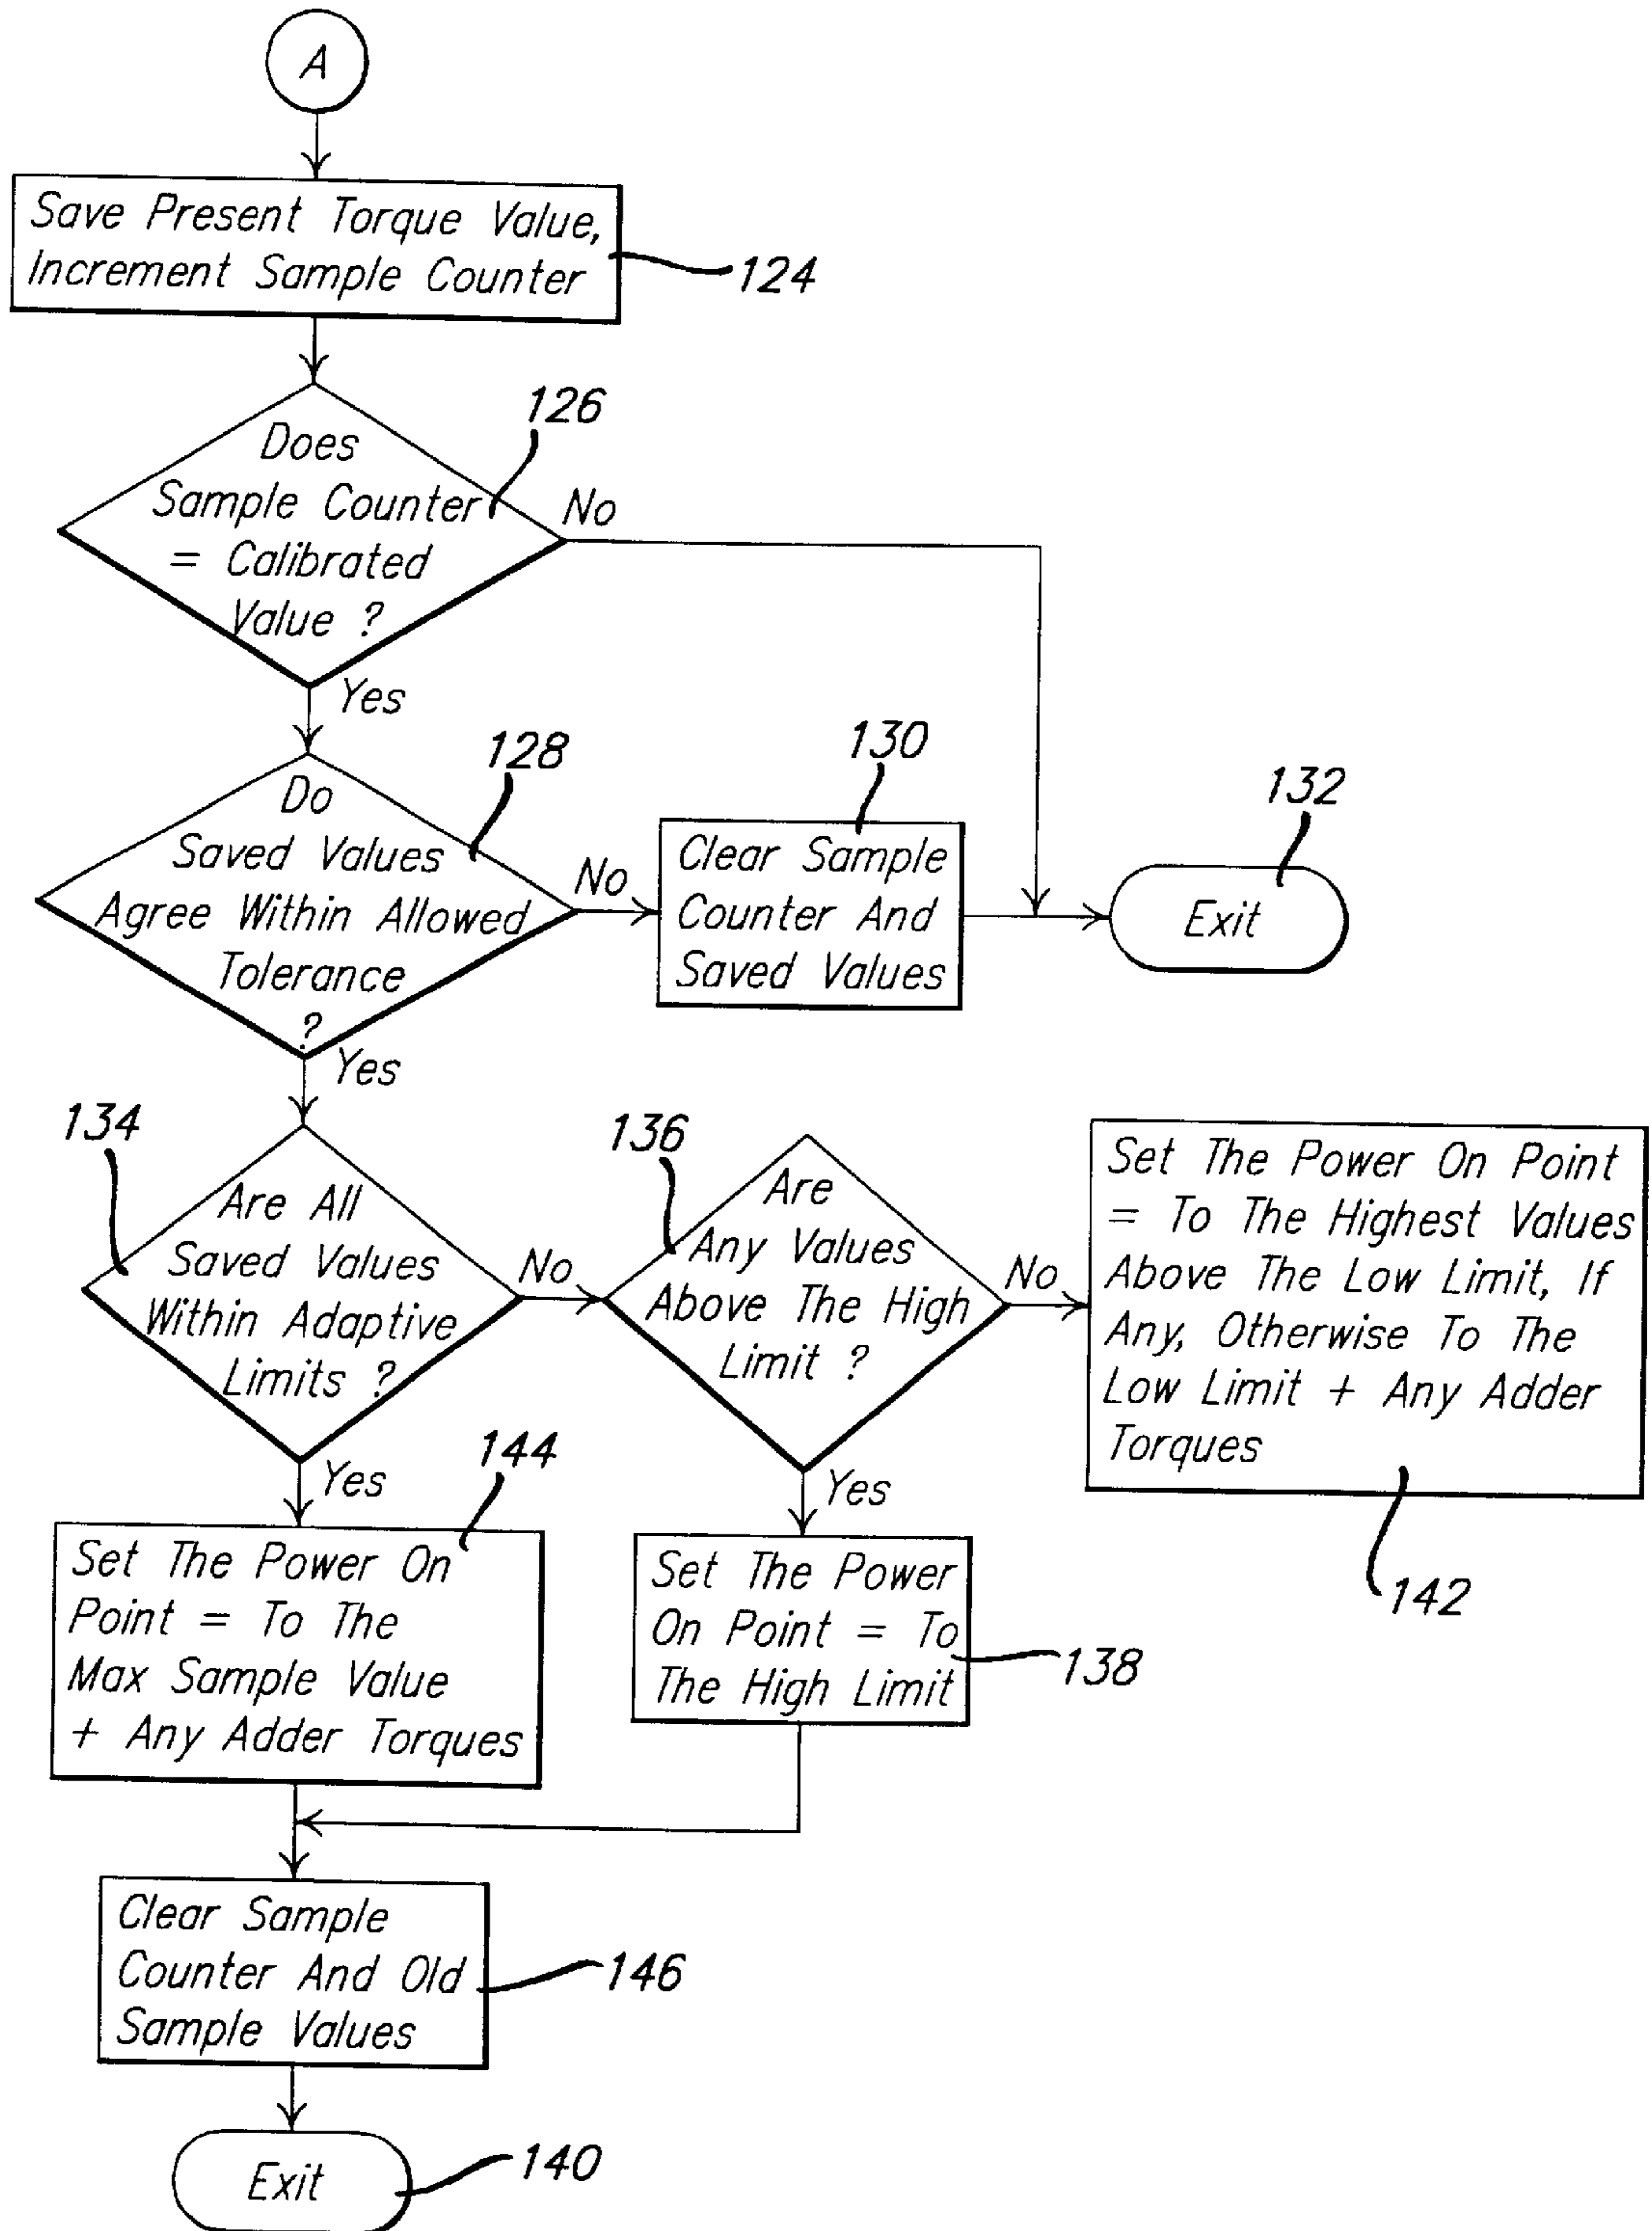 A
Save Present Torque Value,
Increment Sample Counter
124
126
Does
Sample Counter
= Calibrated
Value ?
No
Yes
128
Do
Saved Values
Agree Within Allowed
Tolerance
?
No
Yes
130
Clear Sample
Counter And
Saved Values
132
Exit
134
Are All
Saved Values
Within Adaptive
Limits ?
No
Yes
136
Are
Any Values
Above The High
Limit ?
No
Yes
Set The Power On Point
= To The Highest Values
Above The Low Limit, If
Any, Otherwise To The
Low Limit + Any Adder
Torques
142
144
Set The Power On
Point = To The
Max Sample Value
+ Any Adder Torques
Set The Power
On Point = To
The High Limit
138
Clear Sample
Counter And Old
Sample Values
146
Exit
140